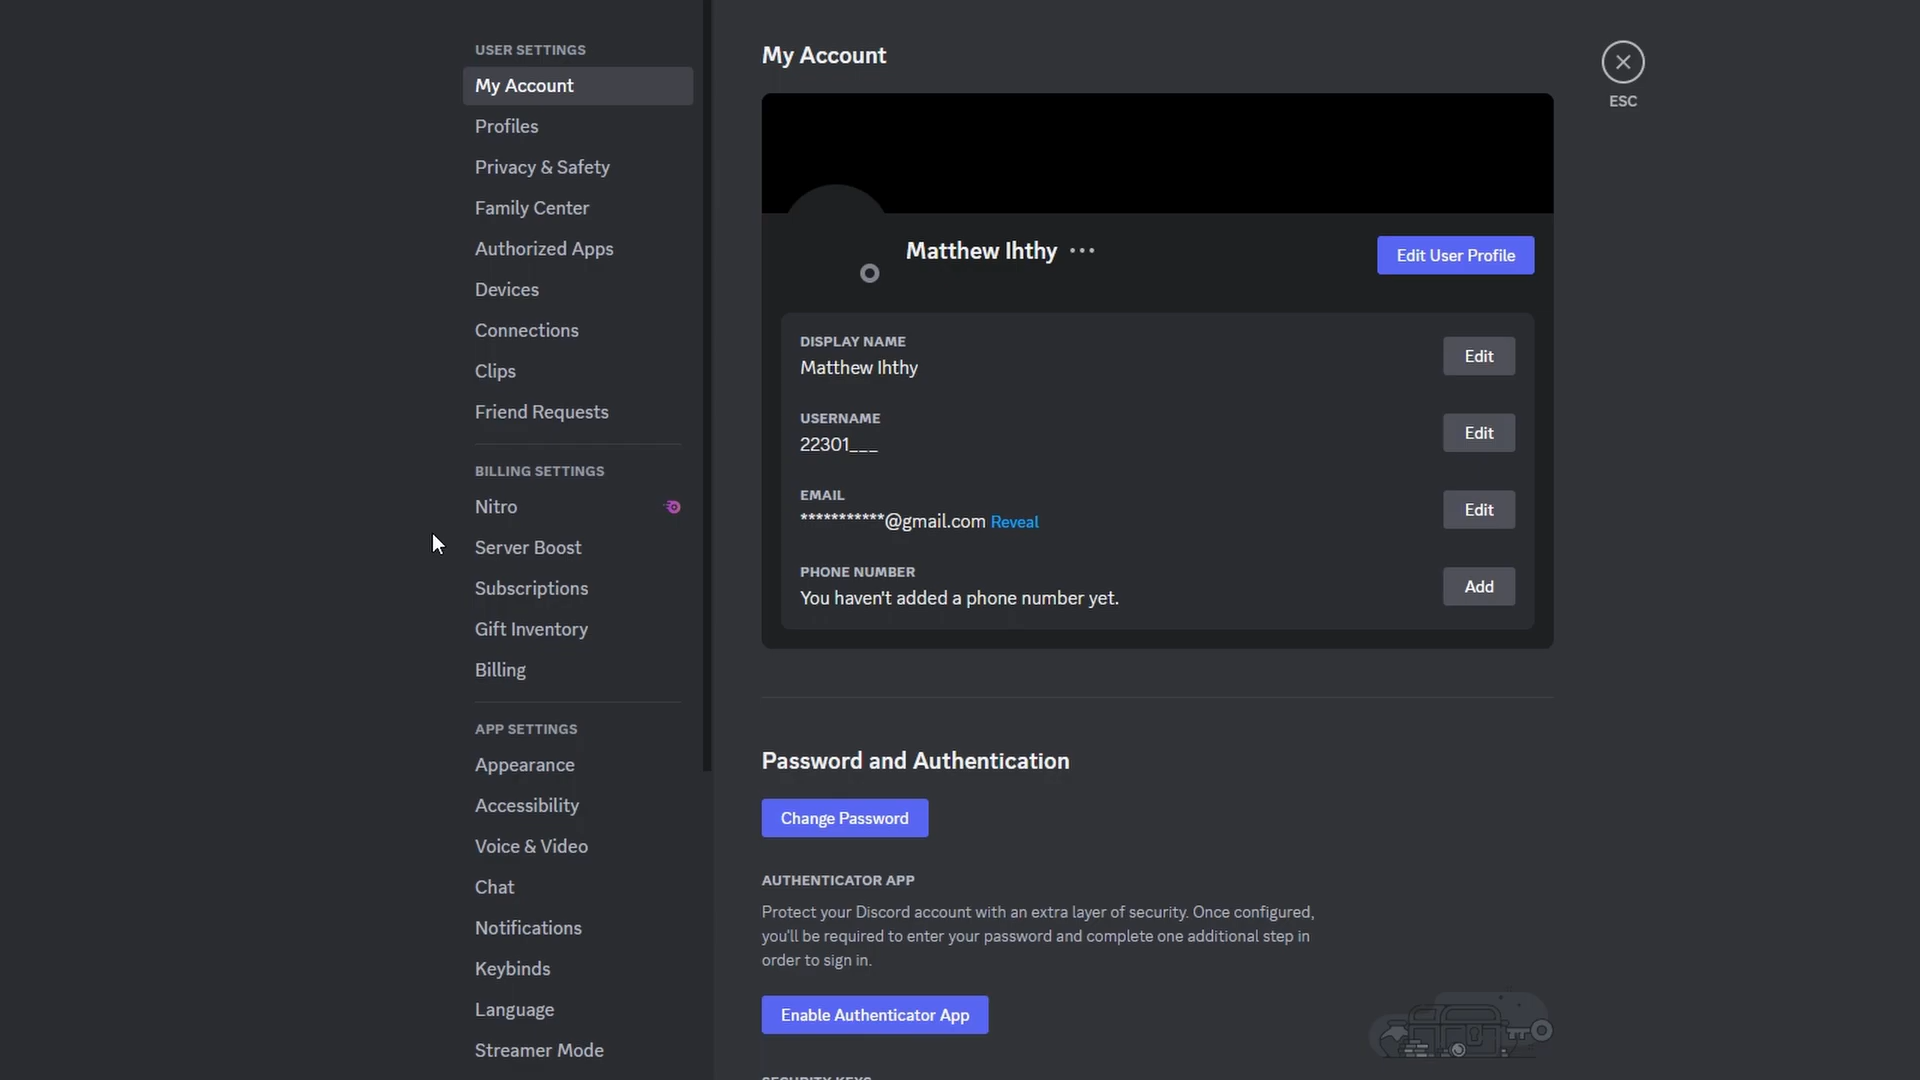 USER SETTINGS
My Account
Profiles
Privacy & Safety
Family Center
Authorized Apps
Devices
Connections
Clips
Friend Requests
BILLING SETTINGS
Nitro
Server Boost
Subscriptions
Gift Inventory
Billing
APP SETTINGS
Appearance
Accessibility
Voice & Video
Chat
Notifications
Keybinds
Language
Streamer Mode
My Account
ESC
Matthew Ihthy
Edit User Profile
DISPLAY NAME
Matthew Ihthy
Edit
USERNAME
22301___
Edit
EMAIL
***********@gmail.com Reveal
Edit
PHONE NUMBER
You haven't added a phone number yet.
Add
Password and Authentication
Change Password
AUTHENTICATOR APP
Protect your Discord account with an extra layer of security. Once configured,
you'll be required to enter your password and complete one additional step in
order to sign in.
Enable Authenticator App
SECURITY KEYS